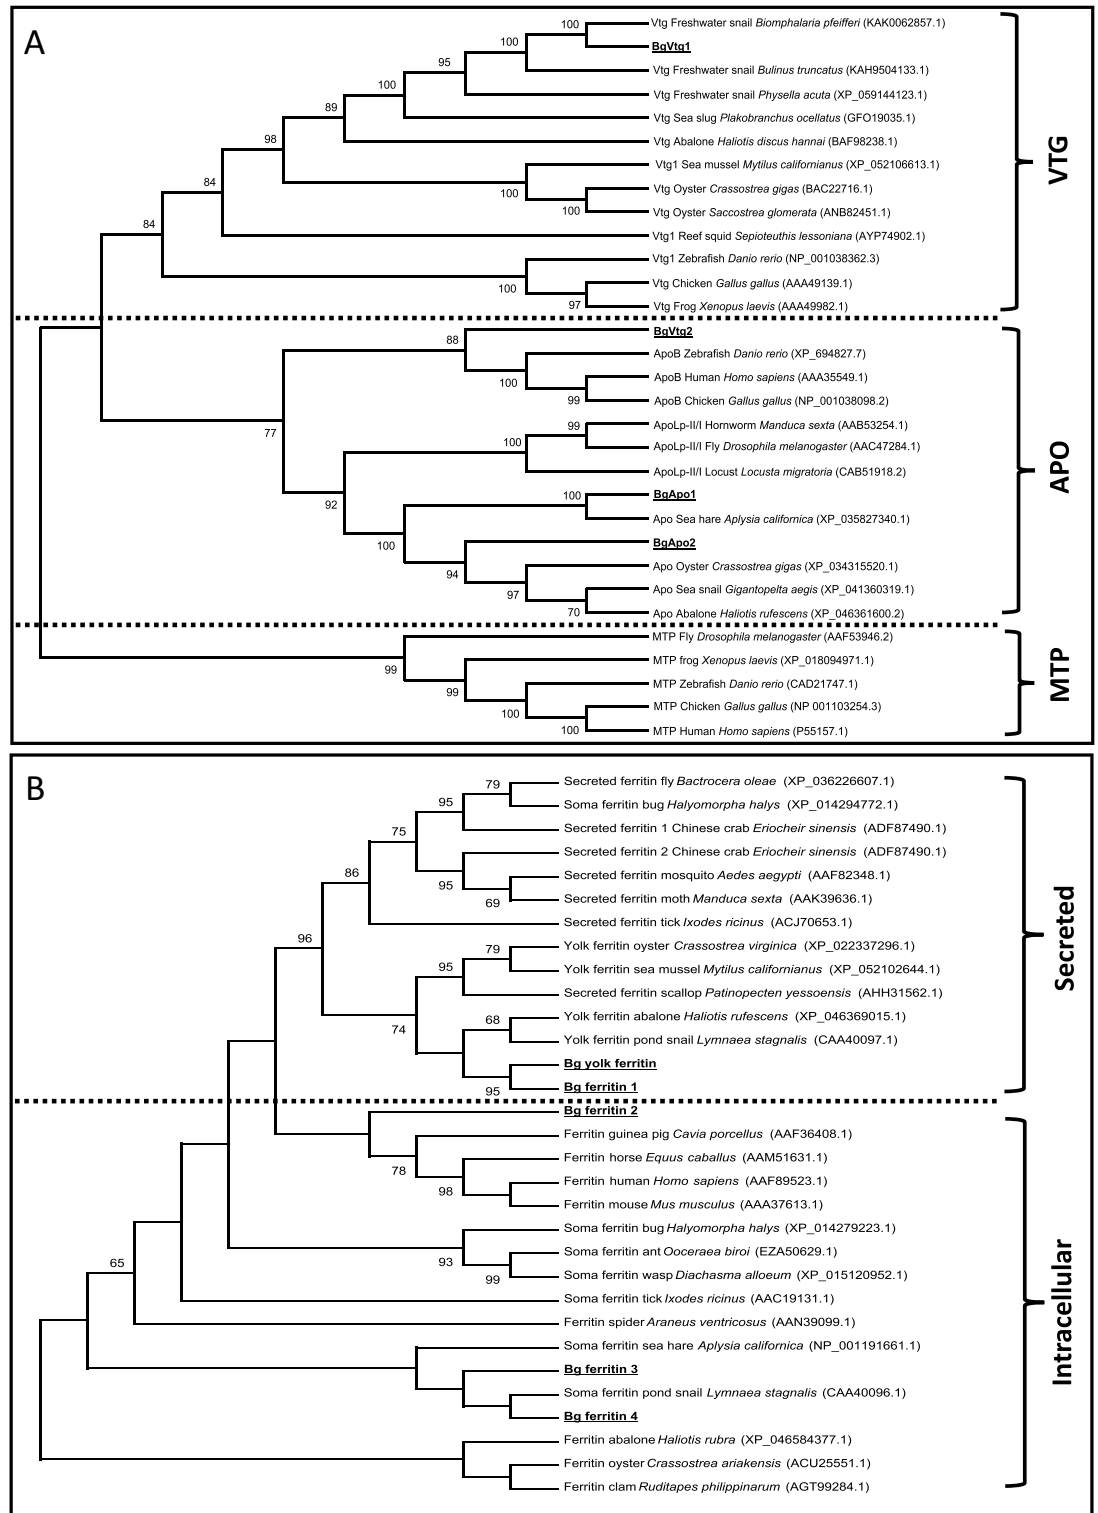 A
100
Vtg Freshwater snail Biomphalaria pfeifferi (KAK0062857.1)
100
BgVtg1
95
Vtg Freshwater snail Bulinus truncatus (KAH9504133.1)
100
Vtg Freshwater snail Physella acuta (XP_059144123.1)
89
Vtg Sea slug Plakobranchus ocellatus (GFO19035.1)
98
Vtg Abalone Haliotis discus hannai (BAF98238.1)
Vtg1 Sea mussel Mytilus californianus (XP_052106613.1)
84
100
Vtg Oyster Crassostrea gigas (BAC22716.1)
100
Vtg Oyster Saccostrea glomerata (ANB82451.1)
84
Vtg1 Reef squid Sepioteuthis lessoniana (AYP74902.1)
Vtg1 Zebrafish Danio rerio (NP_001038362.3)
100
Vtg Chicken Gallus gallus (AAA49139.1)
97
Vtg Frog Xenopus laevis (AAA49982.1)
VTG
BgVtg2
88
ApoB Zebrafish Danio rerio (XP_694827.7)
100
ApoB Human Homo sapiens (AAA35549.1)
99
ApoB Chicken Gallus gallus (NP_001038098.2)
77
99
ApoLp-II/I Hornworm Manduca sexta (AAB53254.1)
100
ApoLp-II/I Fly Drosophila melanogaster (AAC47284.1)
ApoLp-II/I Locust Locusta migratoria (CAB51918.2)
92
100
BgApo1
Apo Sea hare Aplysia californica (XP_035827340.1)
100
BgApo2
94
Apo Oyster Crassostrea gigas (XP_034315520.1)
97
Apo Sea snail Gigantopelta aegis (XP_041360319.1)
70
Apo Abalone Haliotis rufescens (XP_046361600.2)
APO
MTP Fly Drosophila melanogaster (AAF53946.2)
99
MTP frog Xenopus laevis (XP_018094971.1)
99
MTP Zebrafish Danio rerio (CAD21747.1)
100
MTP Chicken Gallus gallus (NP 001103254.3)
100
MTP Human Homo sapiens (P55157.1)
MTP
B
79
Secreted ferritin fly Bactrocera oleae (XP_036226607.1)
95
Soma ferritin bug Halyomorpha halys (XP_014294772.1)
75
Secreted ferritin 1 Chinese crab Eriocheir sinensis (ADF87490.1)
Secreted ferritin 2 Chinese crab Eriocheir sinensis (ADF87490.1)
86
95
Secreted ferritin mosquito Aedes aegypti (AAF82348.1)
69
Secreted ferritin moth Manduca sexta (AAK39636.1)
Secreted ferritin tick Ixodes ricinus (ACJ70653.1)
96
79
Yolk ferritin oyster Crassostrea virginica (XP_022337296.1)
95
Yolk ferritin sea mussel Mytilus californianus (XP_052102644.1)
Secreted ferritin scallop Patinopecten yessoensis (AHH31562.1)
74
68
Yolk ferritin abalone Haliotis rufescens (XP_046369015.1)
Yolk ferritin pond snail Lymnaea stagnalis (CAA40097.1)
Bg yolk ferritin
95
Bg ferritin 1
Secreted
Bg ferritin 2
Ferritin guinea pig Cavia porcellus (AAF36408.1)
78
Ferritin horse Equus caballus (AAM51631.1)
98
Ferritin human Homo sapiens (AAF89523.1)
Ferritin mouse Mus musculus (AAA37613.1)
Soma ferritin bug Halyomorpha halys (XP_014279223.1)
93
Soma ferritin ant Ooceraea biroi (EZA50629.1)
99
Soma ferritin wasp Diachasma alloeum (XP_015120952.1)
65
Soma ferritin tick Ixodes ricinus (AAC19131.1)
Ferritin spider Araneus ventricosus (AAN39099.1)
Soma ferritin sea hare Aplysia californica (NP_001191661.1)
Bg ferritin 3
Soma ferritin pond snail Lymnaea stagnalis (CAA40096.1)
Bg ferritin 4
Ferritin abalone Haliotis rubra (XP_046584377.1)
Ferritin oyster Crassostrea ariakensis (ACU25551.1)
Ferritin clam Ruditapes philippinarum (AGT99284.1)
Intracellular